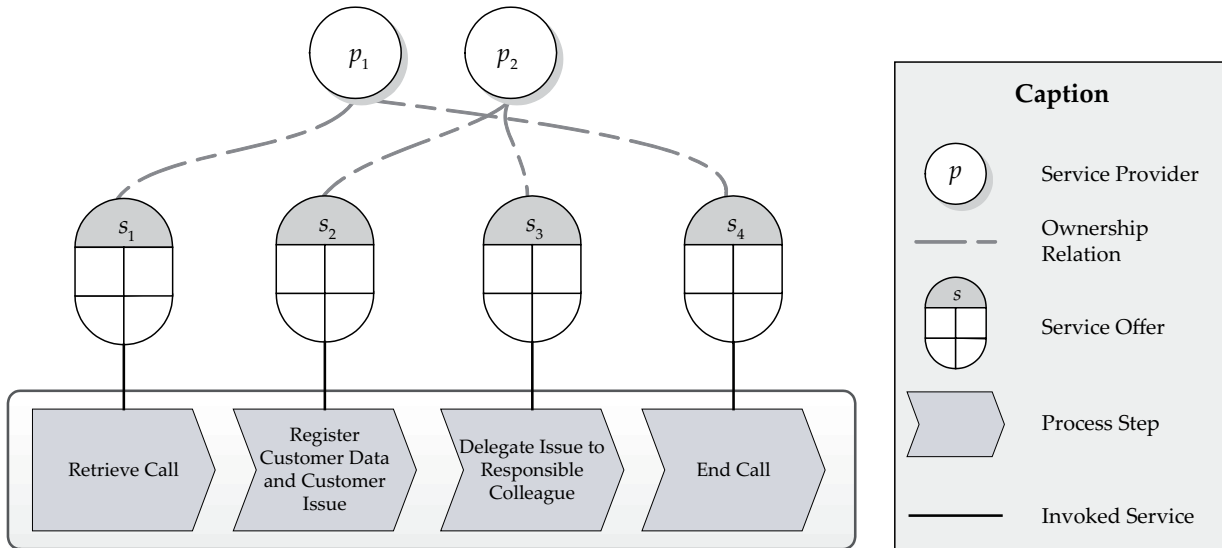 p1
p2
s1
s2
s3
s4
Retrieve Call
Register
Customer Data
and Customer
Issue
Delegate Issue to
Responsible
Colleague
End Call
Caption
p
Service Provider
Ownership
Relation
s
Service Offer
Process Step
Invoked Service